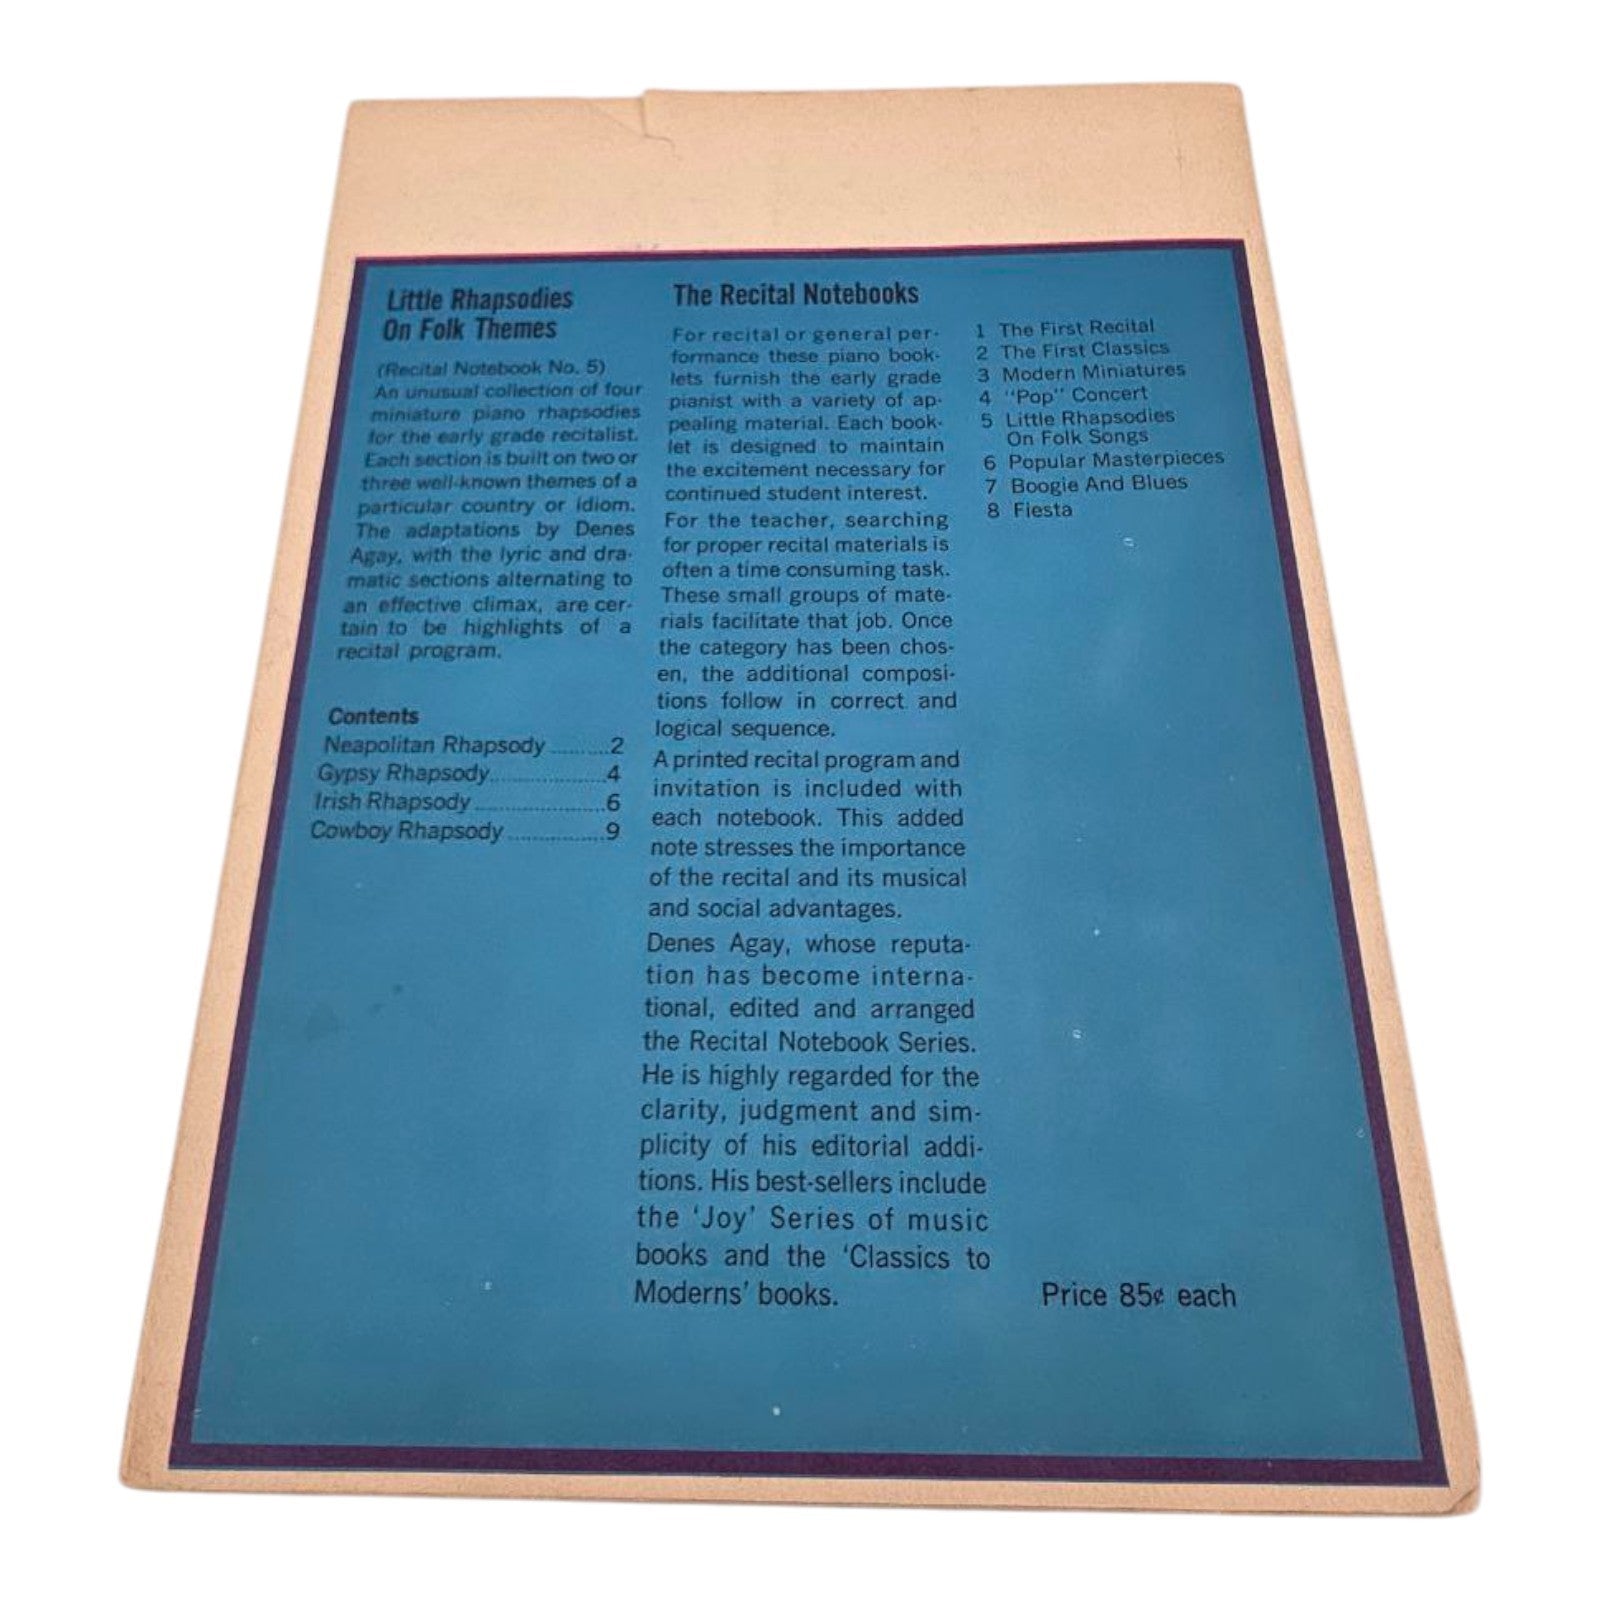 Little Rhapsodies
On Folk Themes
(Recital Notebook No. 5)
An unusual collection of four
miniature piano rhapsodies
for the early grade recitalist.
Each section is built on two or
three well-known themes of a
particular country or idiom.
The adaptations by Denes
Agay, with the lyric and dra-
matic sections alternating to
an effective climax, are cer-
tain to be highlights of a
recital program.
Contents
Neapolitan Rhapsody .........2
Gypsy Rhapsody..................4
Irish Rhapsody.....................6
Cowboy Rhapsody ...............9
The Recital Notebooks
For recital or general per-
formance these piano book-
lets furnish the early grade
pianist with a variety of ap-
pealing material. Each book-
let is designed to maintain
the excitement necessary for
continued student interest.
For the teacher, searching
for proper recital materials is
often a time consuming task.
These small groups of mate-
rials facilitate that job. Once
the category has been chos-
en, the additional composi-
tions follow in correct and
logical sequence.
A printed recital program and
invitation is included with
each notebook. This added
note stresses the importance
of the recital and its musical
and social advantages.
Denes Agay, whose reputa-
tion has become interna-
tional, edited and arranged
the Recital Notebook Series.
He is highly regarded for the
clarity, judgment and sim-
plicity of his editorial addi-
tions. His best-sellers include
the 'Joy' Series of music
books and the 'Classics to
Moderns' books.
1 The First Recital
2 The First Classics
3 Modern Miniatures
4 "Pop" Concert
5 Little Rhapsodies
On Folk Songs
6 Popular Masterpieces
7 Boogie And Blues
8 Fiesta
Price 85¢ each